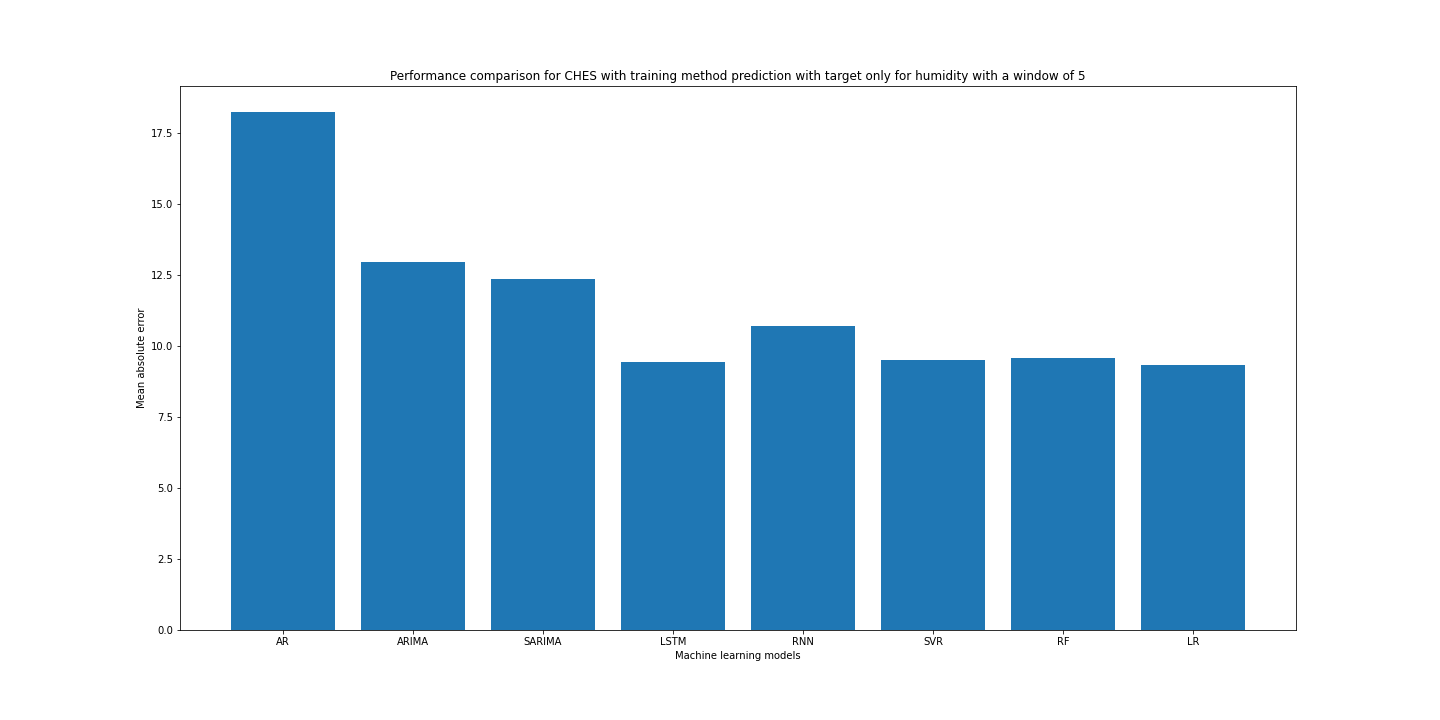 Performance comparison for CHES with training method prediction with target only for humidity with a window of 5
Mean absolute error
17.5
15.0
12.5
10.0
7.5
5.0
2.5
0.0
AR ARIMA SARIMA LSTM RNN SVR RF LR
Machine learning models